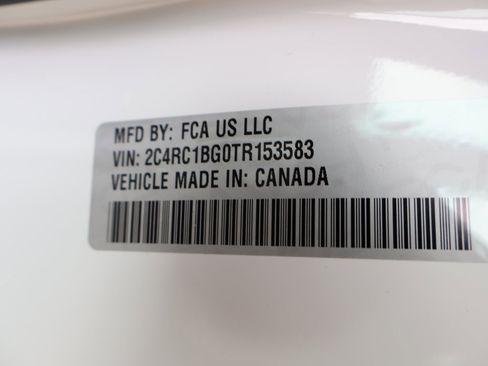 MFD BY: FCA US LLC
VIN: 2C4RC1BG0TR153583
VEHICLE MADE IN: CANADA